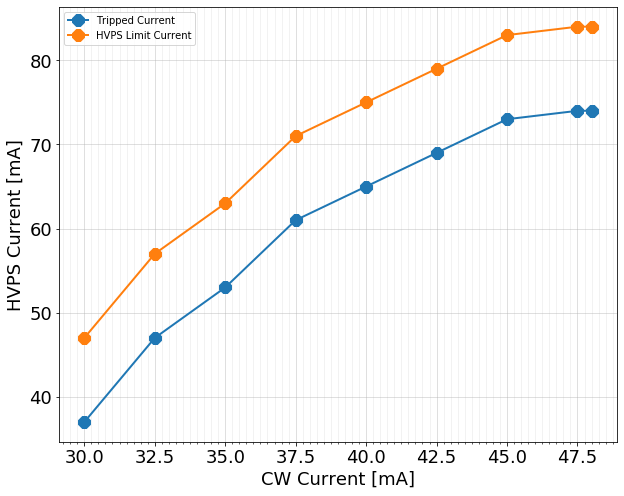 Tripped Current
HVPS Limit Current
HVPS Current [mA]
80
70
60
50
40
30.0 32.5 35.0 37.5 40.0 42.5 45.0 47.5
CW Current [mA]